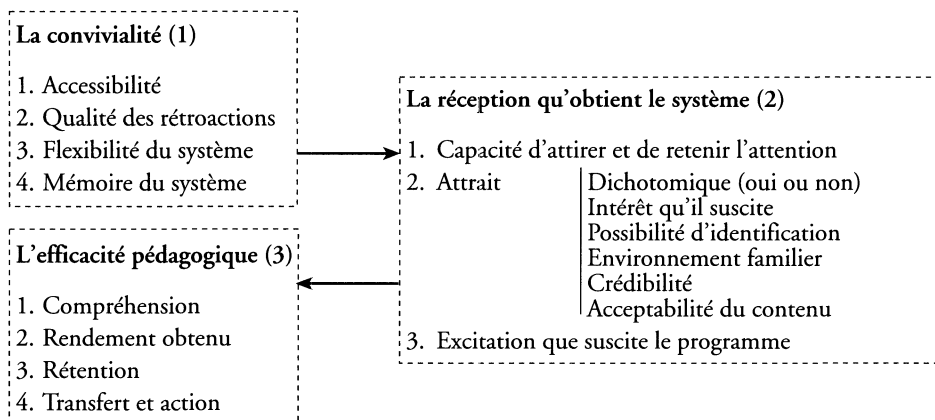 La convivialité (1)
1. Accessibilité
2. Qualité des rétroactions
3. Flexibilité du système
4. Mémoire du système
La réception qu'obtient le système (2)
1. Capacité d'attirer et de retenir l'attention
2. Attrait
Dichotomique (oui ou non)
Intérêt qu'il suscite
Possibilité d'identification
Environnement familier
Crédibilité
Acceptabilité du contenu
3. Excitation que suscite le programme
L'efficacité pédagogique (3)
1. Compréhension
2. Rendement obtenu
3. Rétention
4. Transfert et action